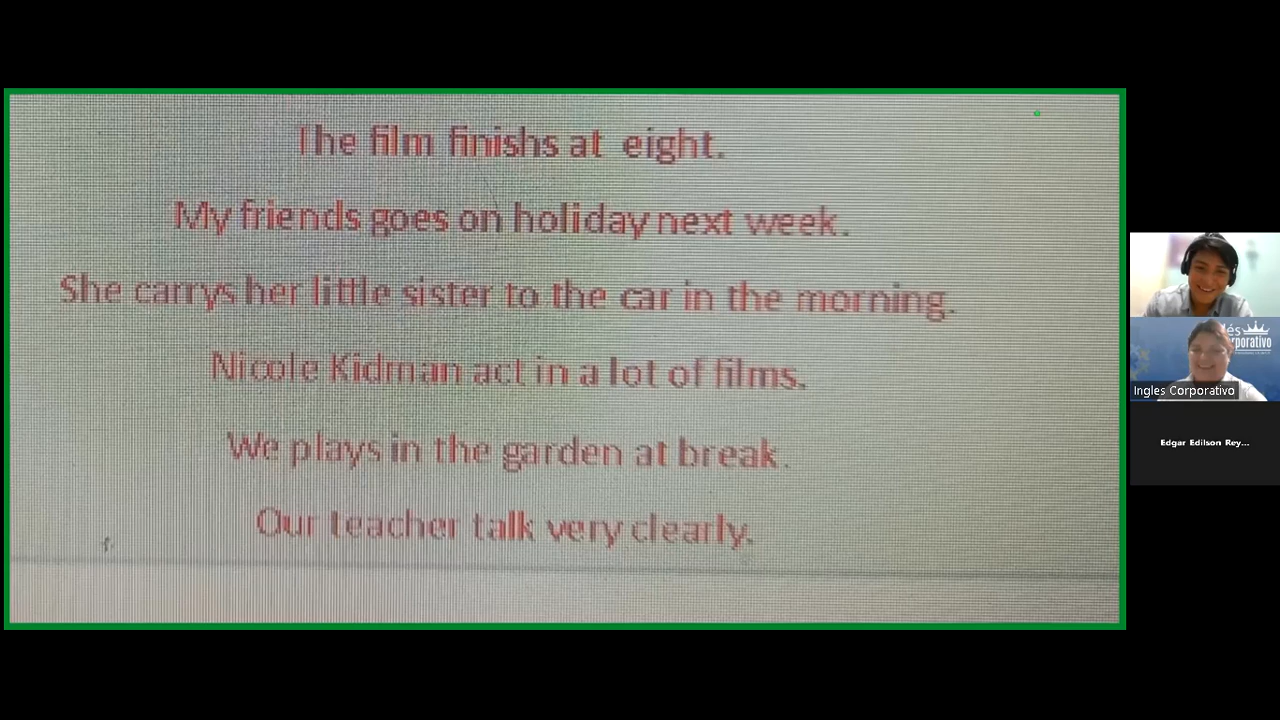 The film finishs at eight.
My friends goes on holiday next week.
She carrys her little sister to the car in the morning.
Nicole Kidman act in a lot of films.
We plays in the garden at break.
Our teacher talk very clearly.
és
rporativo
Ingles Corporativo
Edgar Edilson Rey...